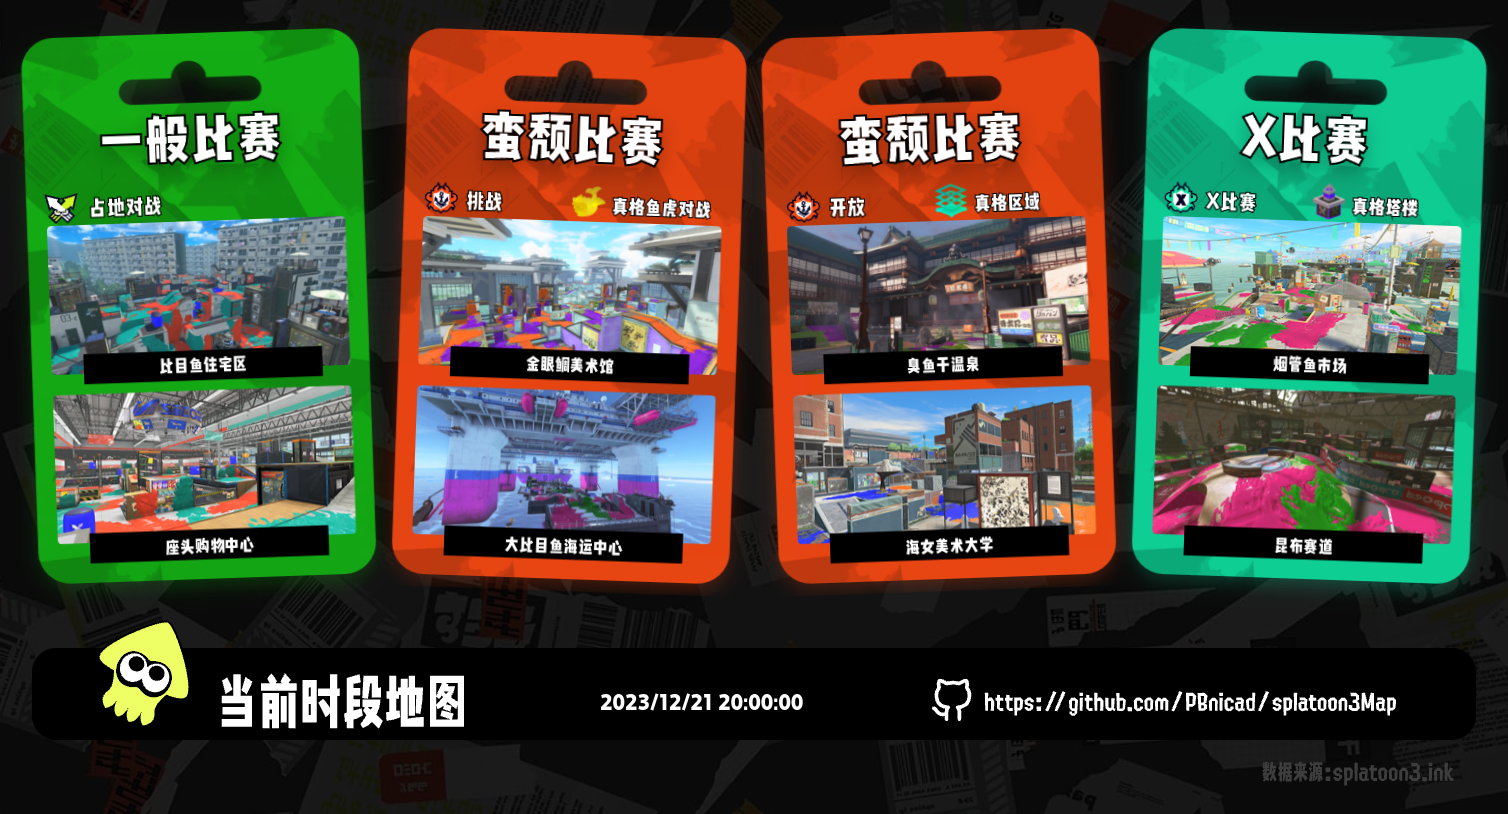 一般比赛
占地对战
比目鱼住宅区
座头购物中心
蛮颓比赛
挑战
真格鱼虎对战
金眼鲷美术馆
大比目鱼海运中心
蛮颓比赛
开放
真格区域
臭鱼干温泉
海女美术大学
X比赛
X比赛
真格塔楼
烟管鱼市场
昆布赛道
当前时段地图
2023/12/21 20:00:00
https://github.com/PBnicad/splatoon3Map
数据来源:splatoon3.ink